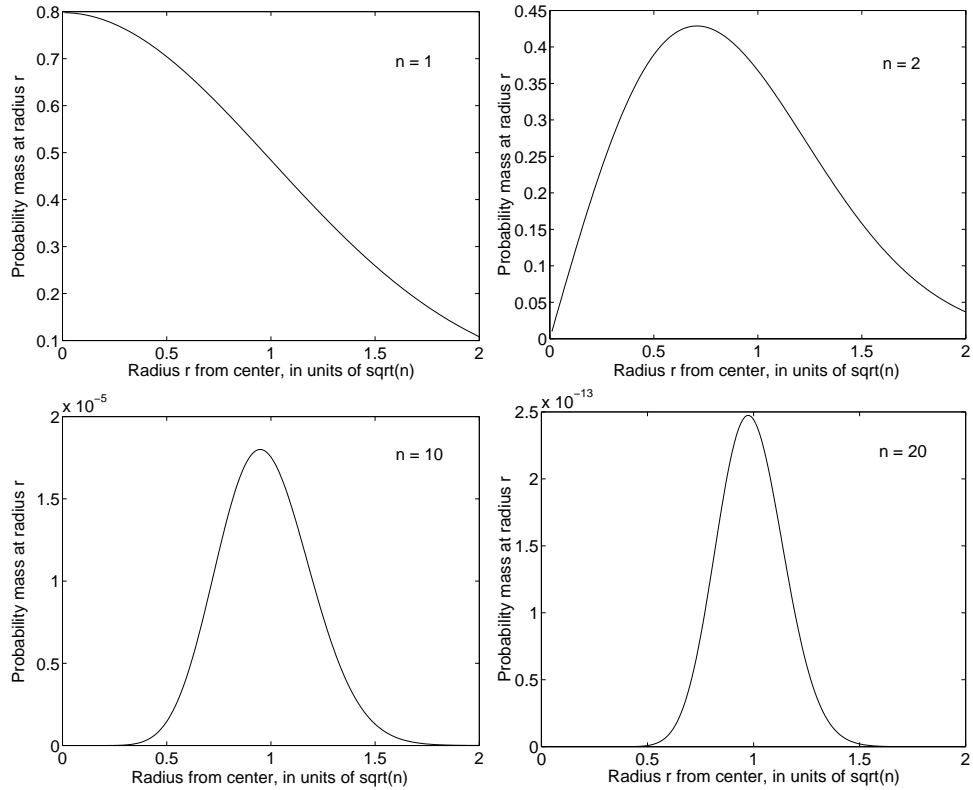 0.8
0.7
0.6
0.5
0.4
0.3
0.2
0.1
0 0.5 1 1.5 2
Probability mass at radius r
n = 1
Radius r from center, in units of sqrt(n)
0.45
0.4
0.35
0.3
0.25
0.2
0.15
0.1
0.05
0
0 0.5 1 1.5 2
Probability mass at radius r
n = 2
Radius r from center, in units of sqrt(n)
x 10⁻⁵
2
1.5
1
0.5
0
0 0.5 1 1.5 2
Probability mass at radius r
n = 10
Radius from center, in units of sqrt(n)
x 10⁻¹³
2.5
2
1.5
1
0.5
0
0 0.5 1 1.5 2
Probability mass at radius r
n = 20
Radius r from center, in units of sqrt(n)